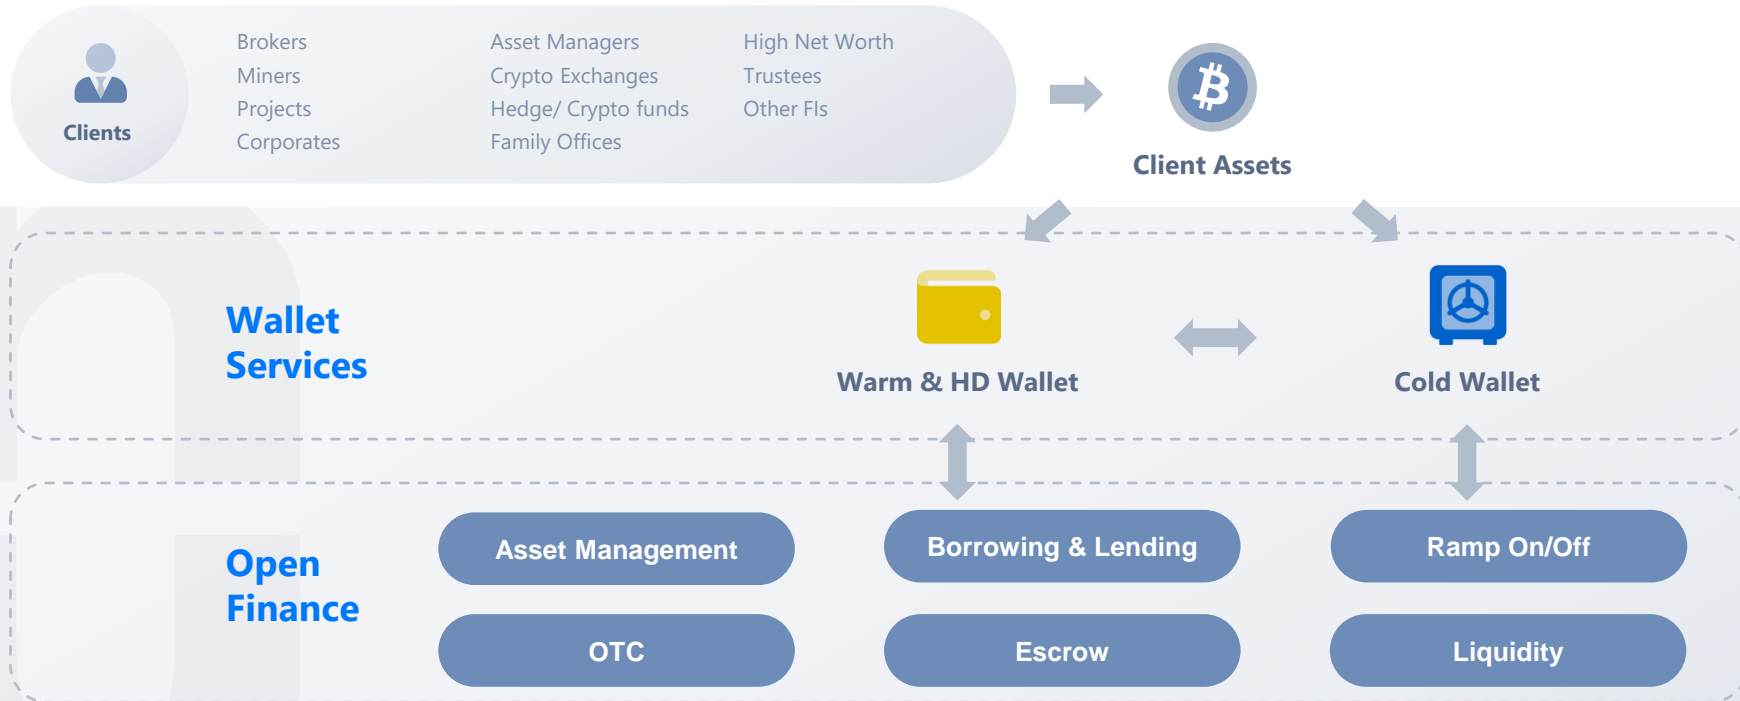 Clients
Brokers
Miners
Projects
Corporates
Asset Managers
Crypto Exchanges
Hedge/ Crypto funds
Family Offices
High Net Worth
Trustees
Other FIs
Client Assets
Wallet
Services
Warm & HD Wallet
Cold Wallet
Open
Finance
Asset Management
Borrowing & Lending
Ramp On/Off
OTC
Escrow
Liquidity